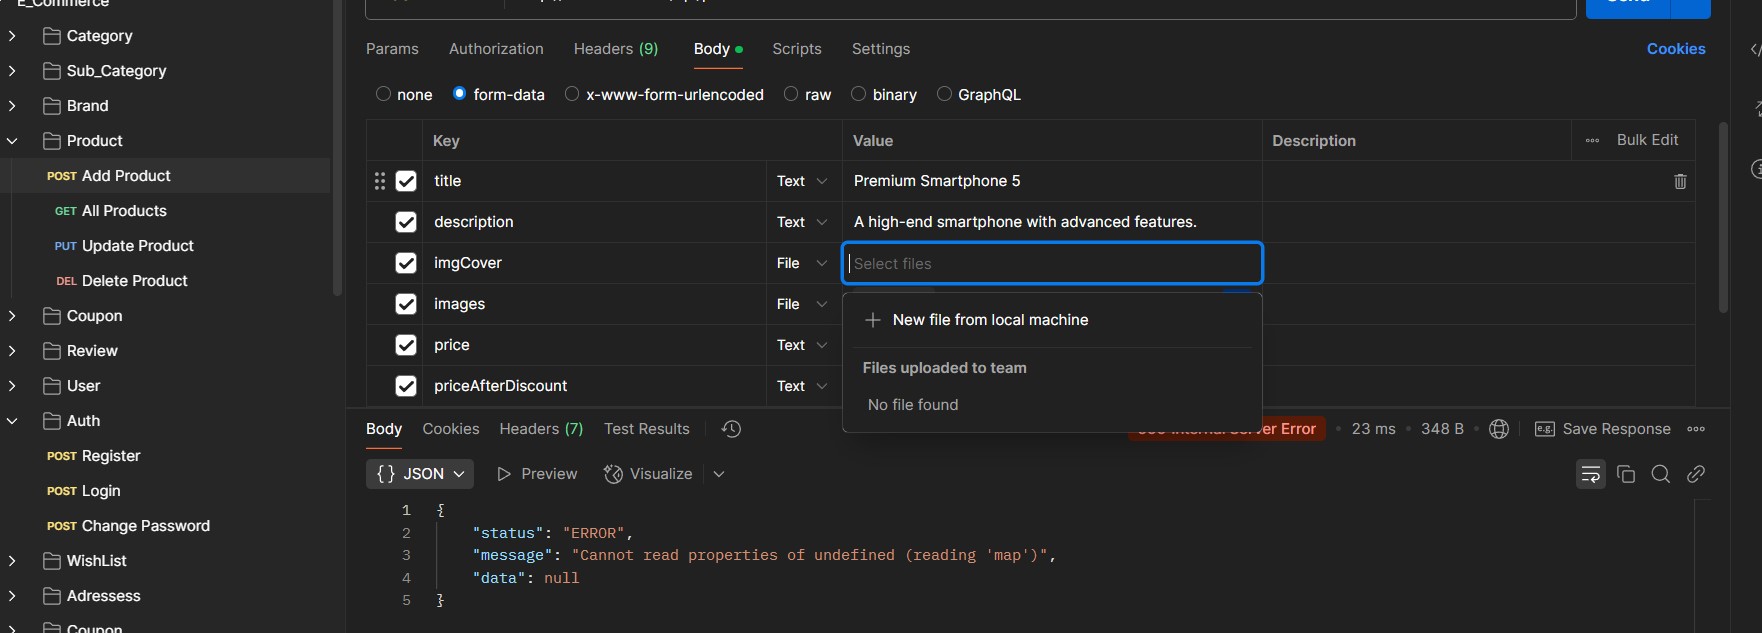 E_Commerce
Category
Sub_Category
Brand
Product
POST Add Product
GET All Products
PUT Update Product
DEL Delete Product
Coupon
Review
User
Auth
POST Register
POST Login
POST Change Password
WishList
Adressess
Coupon
Send
Params Authorization Headers (9) Body Scripts Settings Cookies
none form-data x-www-form-urlencoded raw binary GraphQL
Key Value Description Bulk Edit
title Text Premium Smartphone 5
description Text A high-end smartphone with advanced features.
imgCover File Select files
images File
price Text
priceAfterDiscount Text
New file from local machine
Files uploaded to team
No file found
Body Cookies Headers (7) Test Results 500 Internal Server Error 23 ms 348 B e.g. Save Response
{} JSON Preview Visualize
1 {
2 "status": "ERROR",
3 "message": "Cannot read properties of undefined (reading 'map')",
4 "data": null
5 }